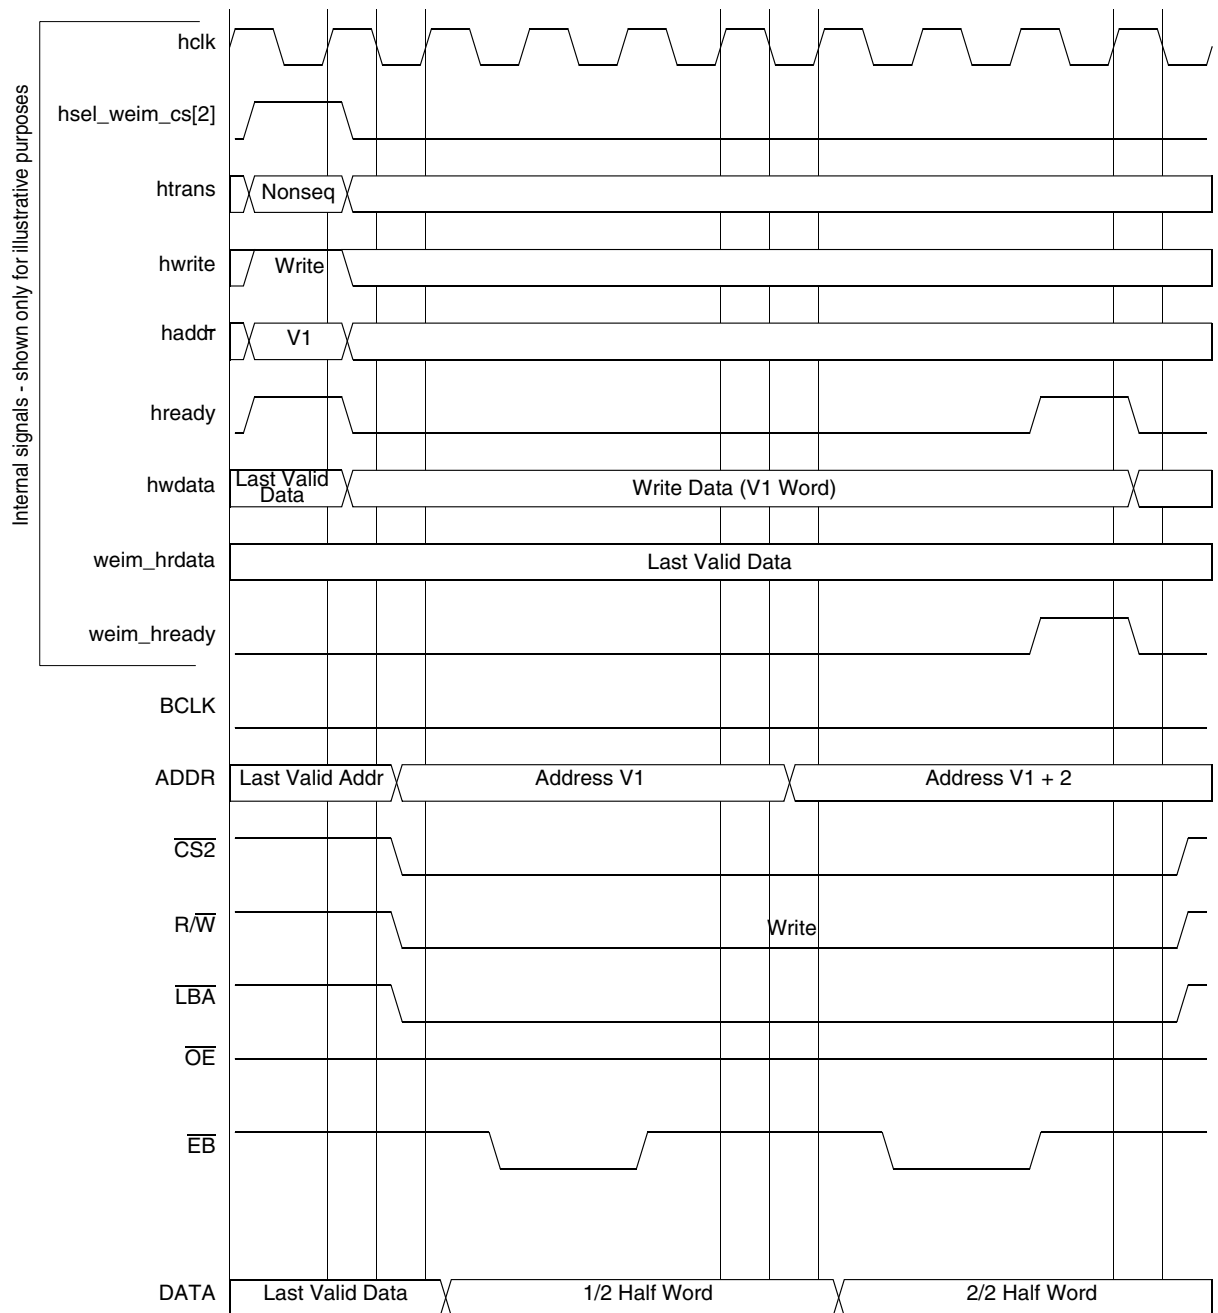 Internal signals - shown only for illustrative purposes
hclk
hsel_weim_cs[2]
htrans
Nonseq
hwrite
Write
haddr
V1
hready
hwdata
Last Valid
Data
Write Data (V1 Word)
weim_hrdata
Last Valid Data
weim_hready
BCLK
ADDR
Last Valid Addr
Address V1
Address V1 + 2
CS2
R/W
Write
LBA
OE
EB
DATA
Last Valid Data
1/2 Half Word
2/2 Half Word